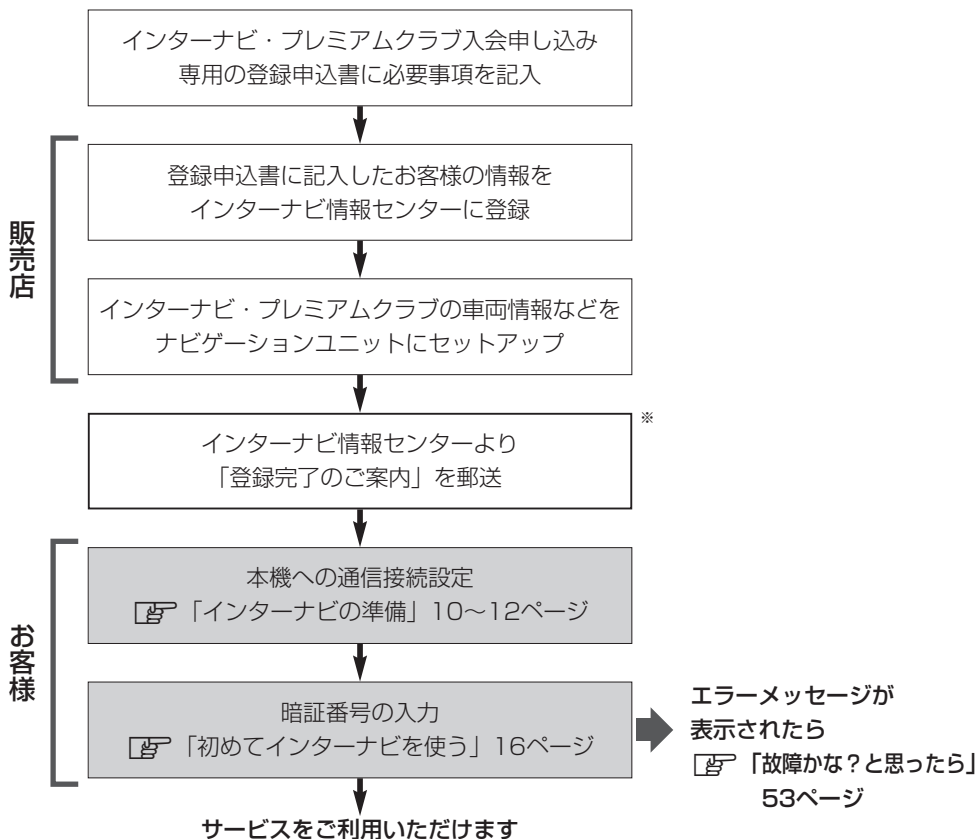 インターナビ・プレミアムクラブ入会申し込み
専用の登録申込書に必要事項を記入
販売店
登録申込書に記入したお客様の情報を
インターナビ情報センターに登録
インターナビ・プレミアムクラブの車両情報などを
ナビゲーションユニットにセットアップ
インターナビ情報センターより
「登録完了のご案内」を郵送
※
お客様
本機への通信接続設定
「インターナビの準備」10〜12ページ
暗証番号の入力
「初めてインターナビを使う」16ページ
エラーメッセージが
表示されたら
「故障かな？と思ったら」
53ページ
サービスをご利用いただけます